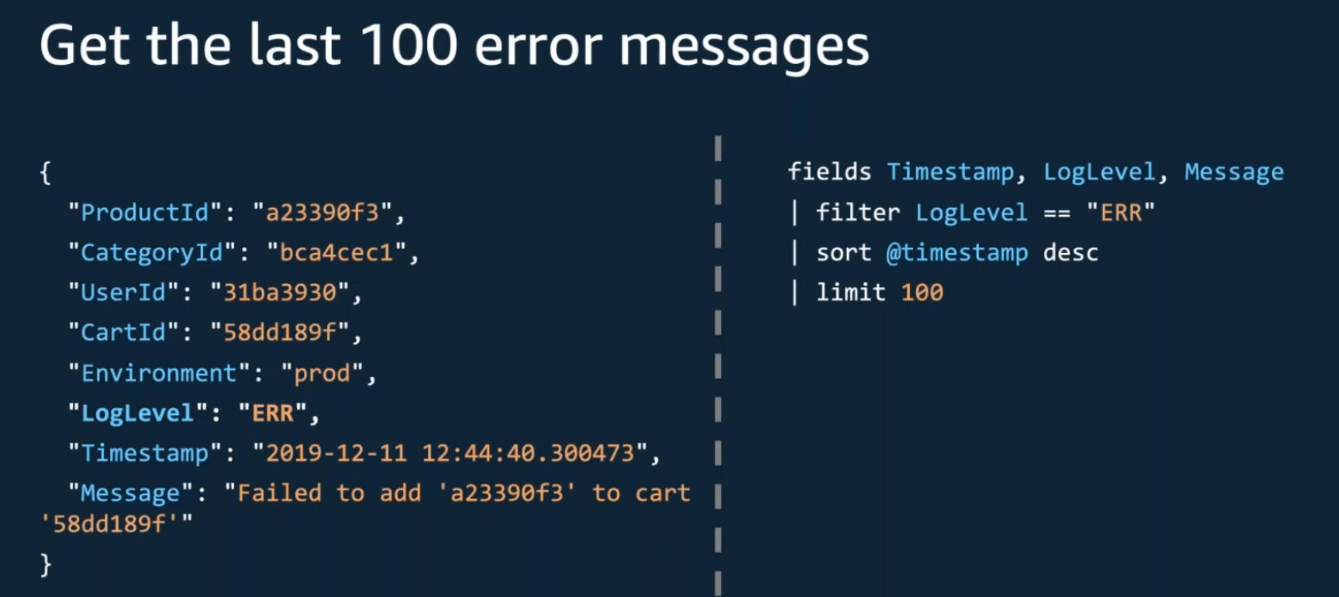 Get the last 100 error messages
{
"ProductId": "a23390f3",
"CategoryId": "bca4cec1",
"UserId": "31ba3930",
"CartId": "58dd189f",
"Environment": "prod",
"LogLevel": "ERR",
"Timestamp": "2019-12-11 12:44:40.300473",
"Message": "Failed to add 'a23390f3' to cart
'58dd189f'"
}
fields Timestamp, LogLevel, Message
| filter LogLevel == "ERR"
| sort @timestamp desc
| limit 100